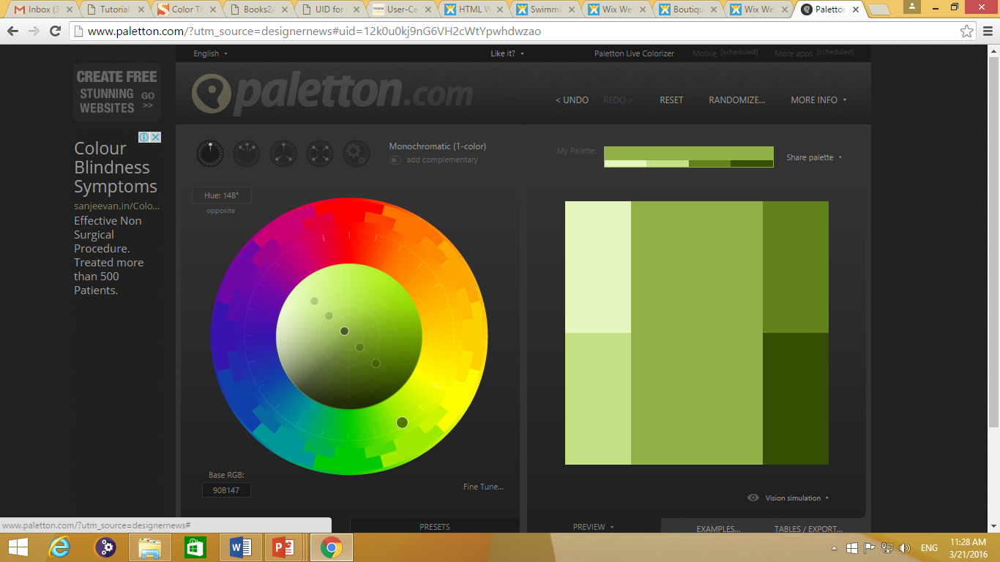 Inbox (3
Tutorial
Color Th
Books24
UID for
User-Ce
HTML W
Swimmi
Wix We
Boutiqu
Wix We
Paletton
www.paletton.com/?utm_source=designernews#uid=12k0u0kj9nG6VH2cWtYpwhdwzao
English
Like it?
Paletton Live Colorizer
Mobile [scheduled]
More apps [scheduled]
CREATE FREE
STUNNING
WEBSITES
GO
>>
paletton.com
< UNDO
REDO >
RESET
RANDOMIZE...
MORE INFO
Colour
Blindness
Symptoms
sanjeevan.in/Colo...
Effective Non
Surgical
Procedure.
Treated more
than 500
Patients.
Monochromatic (1-color)
add complementary
My Palette:
Share palette
Hue: 148°
opposite
Base RGB:
90B147
Fine Tune...
Vision simulation
www.paletton.com/?utm_source=designernews#
PRESETS
PREVIEW
EXAMPLES...
TABLES / EXPORT...
ENG
11:28 AM
3/21/2016